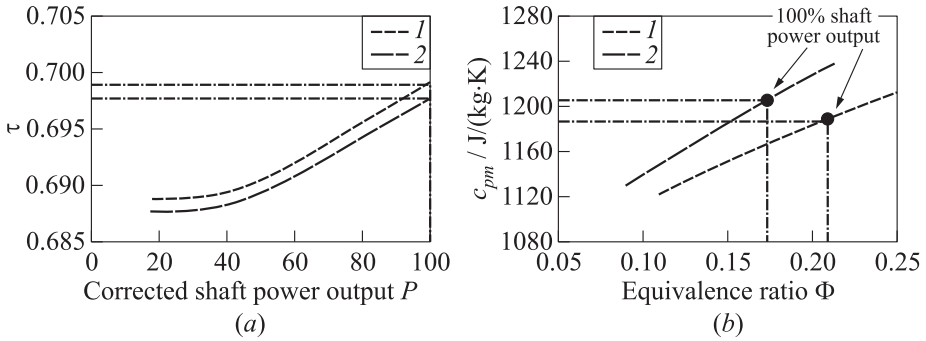 0.705
0.700
0.695
0.690
0.685
τ
1
2
0 20 40 60 80 100
Corrected shaft power output P
(a)
1280
1240
1200
1160
1120
1080
c_pm / J/(kg·K)
1
2
100% shaft
power output
0.05 0.10 0.15 0.20 0.25
Equivalence ratio Φ
(b)